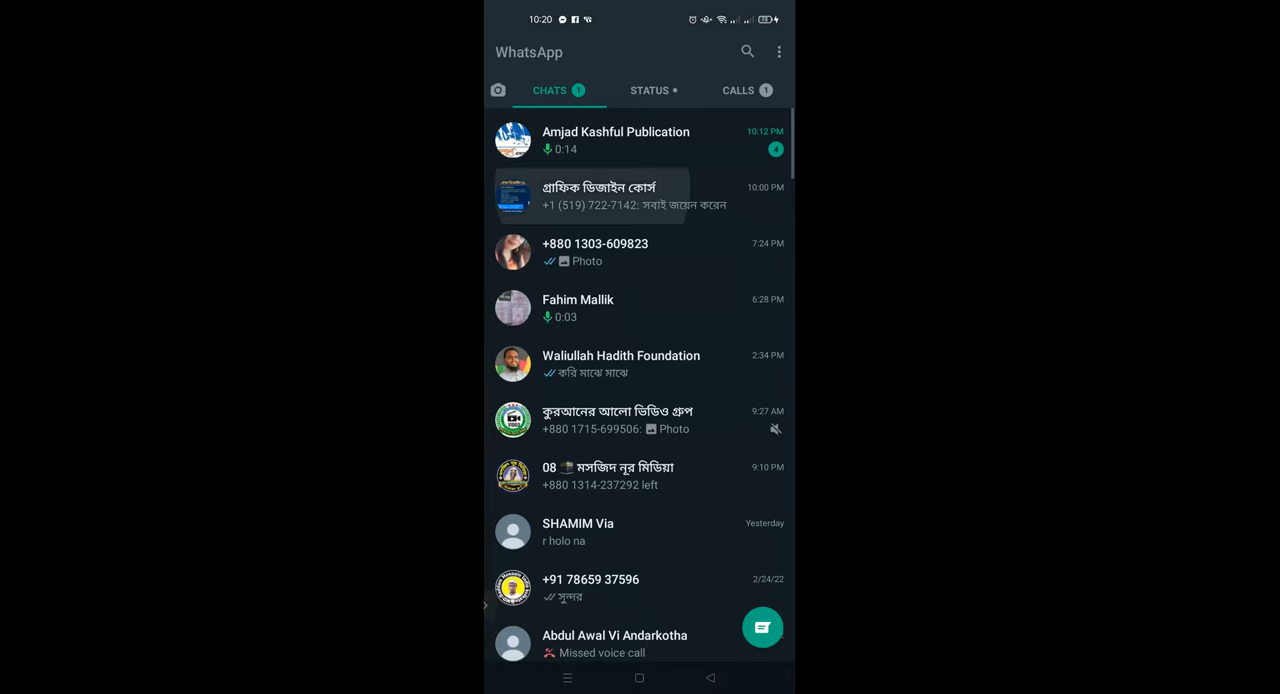 10:20
73
WhatsApp
CHATS 1
STATUS
CALLS 1
Amjad Kashful Publication
10:12 PM
0:14
4
গ্রাফিক ডিজাইন কোর্স
10:00 PM
+1 (519) 722-7142: সবাই জয়েন করেন
+880 1303-609823
7:24 PM
Photo
Fahim Mallik
6:28 PM
0:03
Waliullah Hadith Foundation
2:34 PM
করি মাঝে মাঝে
কুরআনের আলো ভিডিও গ্রুপ
9:27 AM
+880 1715-699506: Photo
08 মসজিদ নূর মিডিয়া
9:10 PM
+880 1314-237292 left
SHAMIM Via
Yesterday
r holo na
+91 78659 37596
2/24/22
সুন্দর
Abdul Awal Vi Andarkotha
Missed voice call